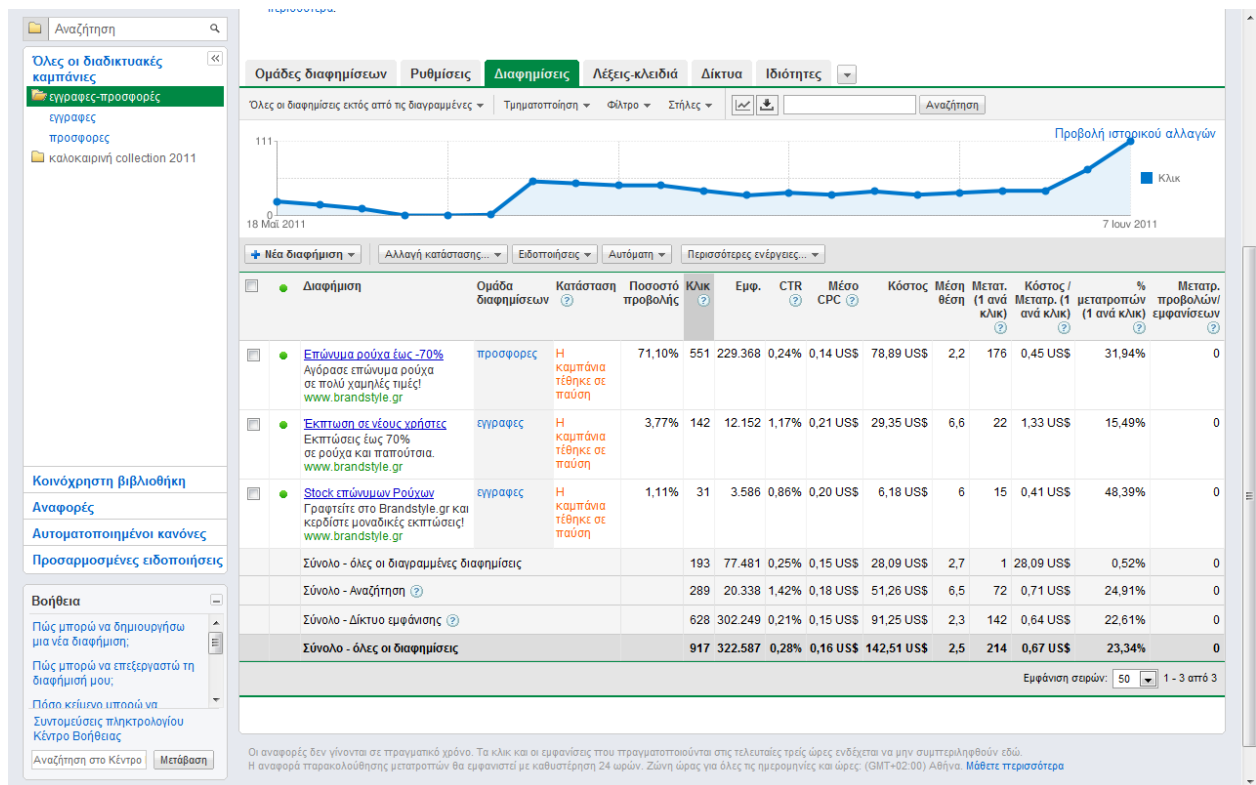 περισσότερα.
Αναζήτηση
Όλες οι διαδικτυακές
καμπάνιες
εγγραφες-προσφορές
εγγραφες
προσφορες
καλοκαιρινή collection 2011
Κοινόχρηστη βιβλιοθήκη
Αναφορές
Αυτοματοποιημένοι κανόνες
Προσαρμοσμένες ειδοποιήσεις
Βοήθεια
Πώς μπορώ να δημιουργήσω
μια νέα διαφήμιση;
Πώς μπορώ να επεξεργαστώ τη
διαφήμισή μου;
Πόσο κείμενο μπορώ να
Συντομεύσεις πληκτρολογίου
Κέντρο Βοήθειας
Αναζήτηση στο Κέντρο Μετάβαση
Ομάδες διαφημίσεων Ρυθμίσεις Διαφημίσεις Λέξεις-κλειδιά Δίκτυα Ιδιότητες
Όλες οι διαφημίσεις εκτός από τις διαγραμμένες Τμηματοποίηση Φίλτρο Στήλες Αναζήτηση
Προβολή ιστορικού αλλαγών
111
Κλικ
0
18 Μαΐ 2011 7 Ιουν 2011
Νέα διαφήμιση Αλλαγή κατάστασης... Ειδοποιήσεις Αυτόματη Περισσότερες ενέργειες...
Διαφήμιση Ομάδα διαφημίσεων Κατάσταση Ποσοστό προβολής Κλικ Εμφ. CTR Μέσο CPC Κόστος Μέση θέση Μετατ. (1 ανά κλικ) Κόστος / Μετατρ. (1 ανά κλικ) % μετατροπών (1 ανά κλικ) Μετατρ. προβολών/ εμφανίσεων
Επώνυμα ρούχα έως -70% προσφορες Η 71,10% 551 229.368 0,24% 0,14 US$ 78,89 US$ 2,2 176 0,45 US$ 31,94% 0
Αγόρασε επώνυμα ρούχα καμπάνια
σε πολύ χαμηλές τιμές! τέθηκε σε
www.brandstyle.gr παύση
Έκπτωση σε νέους χρήστες εγγραφες Η 3,77% 142 12.152 1,17% 0,21 US$ 29,35 US$ 6,6 22 1,33 US$ 15,49% 0
Εκπτώσεις έως 70% καμπάνια
σε ρούχα και παπούτσια. τέθηκε σε
www.brandstyle.gr παύση
Stock επώνυμων Ρούχων εγγραφες Η 1,11% 31 3.586 0,86% 0,20 US$ 6,18 US$ 6 15 0,41 US$ 48,39% 0
Γραφτείτε στο Brandstyle.gr και καμπάνια
κερδίστε μοναδικές εκπτώσεις! τέθηκε σε
www.brandstyle.gr παύση
Σύνολο - όλες οι διαγραμμένες διαφημίσεις 193 77.481 0,25% 0,15 US$ 28,09 US$ 2,7 1 28,09 US$ 0,52% 0
Σύνολο - Αναζήτηση 289 20.338 1,42% 0,18 US$ 51,26 US$ 6,5 72 0,71 US$ 24,91% 0
Σύνολο - Δίκτυο εμφάνισης 628 302.249 0,21% 0,15 US$ 91,25 US$ 2,3 142 0,64 US$ 22,61% 0
Σύνολο - όλες οι διαφημίσεις 917 322.587 0,28% 0,16 US$ 142,51 US$ 2,5 214 0,67 US$ 23,34% 0
Εμφάνιση σειρών: 50 1 - 3 από 3
Οι αναφορές δεν γίνονται σε πραγματικό χρόνο. Τα κλικ και οι εμφανίσεις που πραγματοποιούνται στις τελευταίες τρείς ώρες ενδέχεται να μην συμπεριληφθούν εδώ.
Η αναφορά παρακολούθησης μετατροπών θα εμφανιστεί με καθυστέρηση 24 ωρών. Ζώνη ώρας για όλες τις ημερομηνίες και ώρες: (GMT+02:00) Αθήνα. Μάθετε περισσότερα